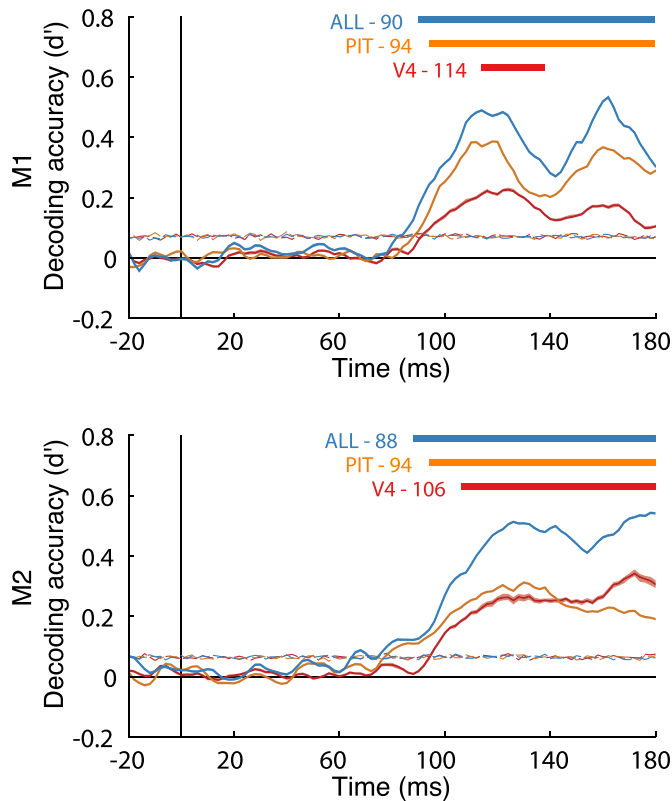 0.8
ALL - 90
PIT - 94
V4 - 114
0.6
0.4
0.2
0
-0.2
M1
Decoding accuracy (d')
-20 20 60 100 140 180
Time (ms)
0.8
ALL - 88
PIT - 94
V4 - 106
0.6
0.4
0.2
0
-0.2
M2
Decoding accuracy (d')
-20 20 60 100 140 180
Time (ms)